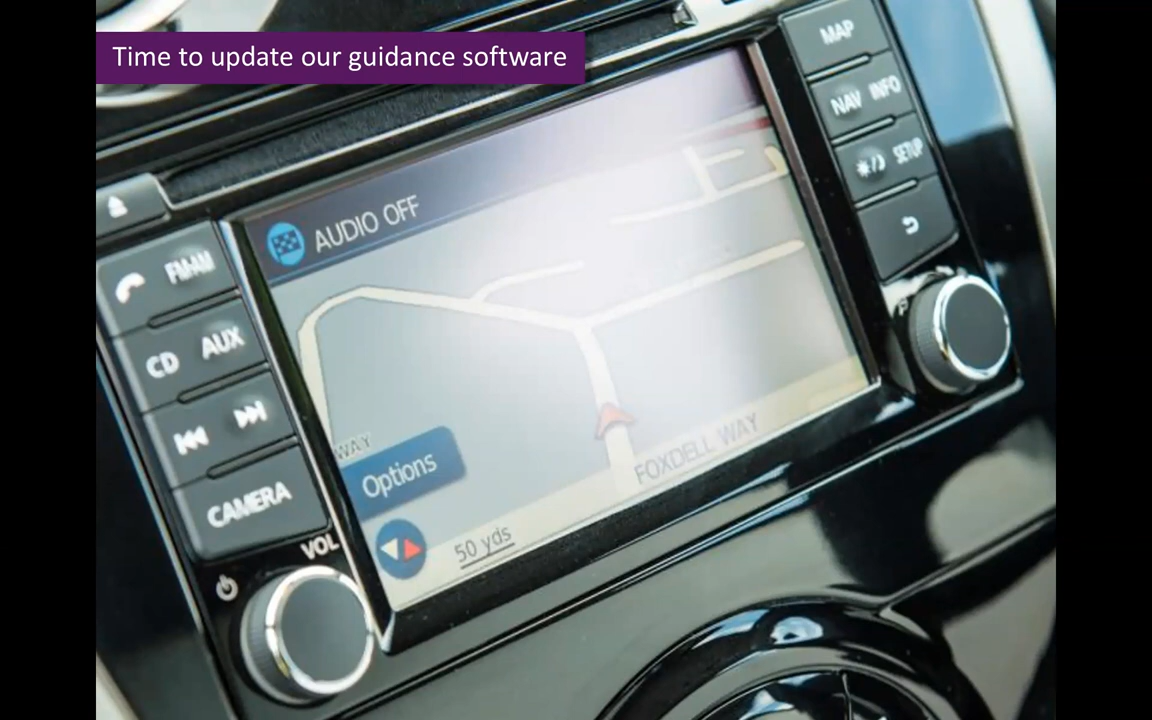 Time to update our guidance software
MAP
NAV INFO
SETUP
AUDIO OFF
FM·AM
CD AUX
CAMERA
VOL
WAY
Options
FOXDELL WAY
50 yds
P